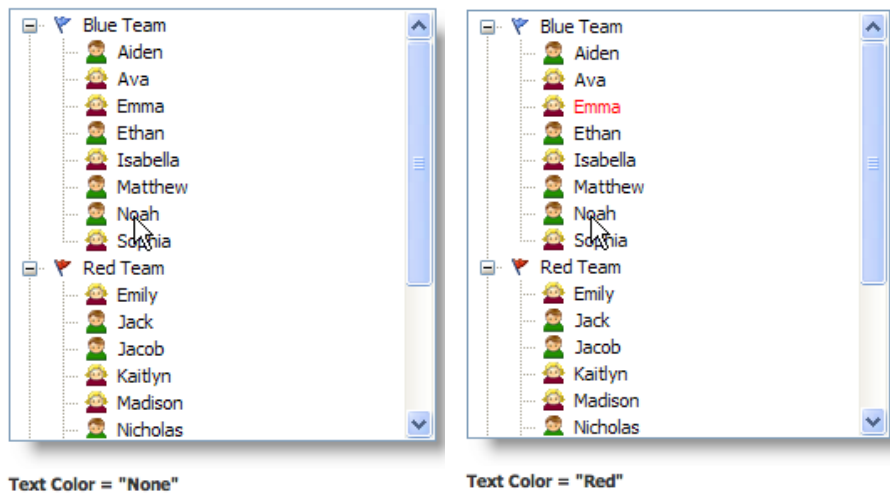 Blue Team
Aiden
Ava
Emma
Ethan
Isabella
Matthew
Noah
Sophia
Red Team
Emily
Jack
Jacob
Kaitlyn
Madison
Nicholas
Text Color = "None"
Blue Team
Aiden
Ava
Emma
Ethan
Isabella
Matthew
Noah
Sophia
Red Team
Emily
Jack
Jacob
Kaitlyn
Madison
Nicholas
Text Color = "Red"